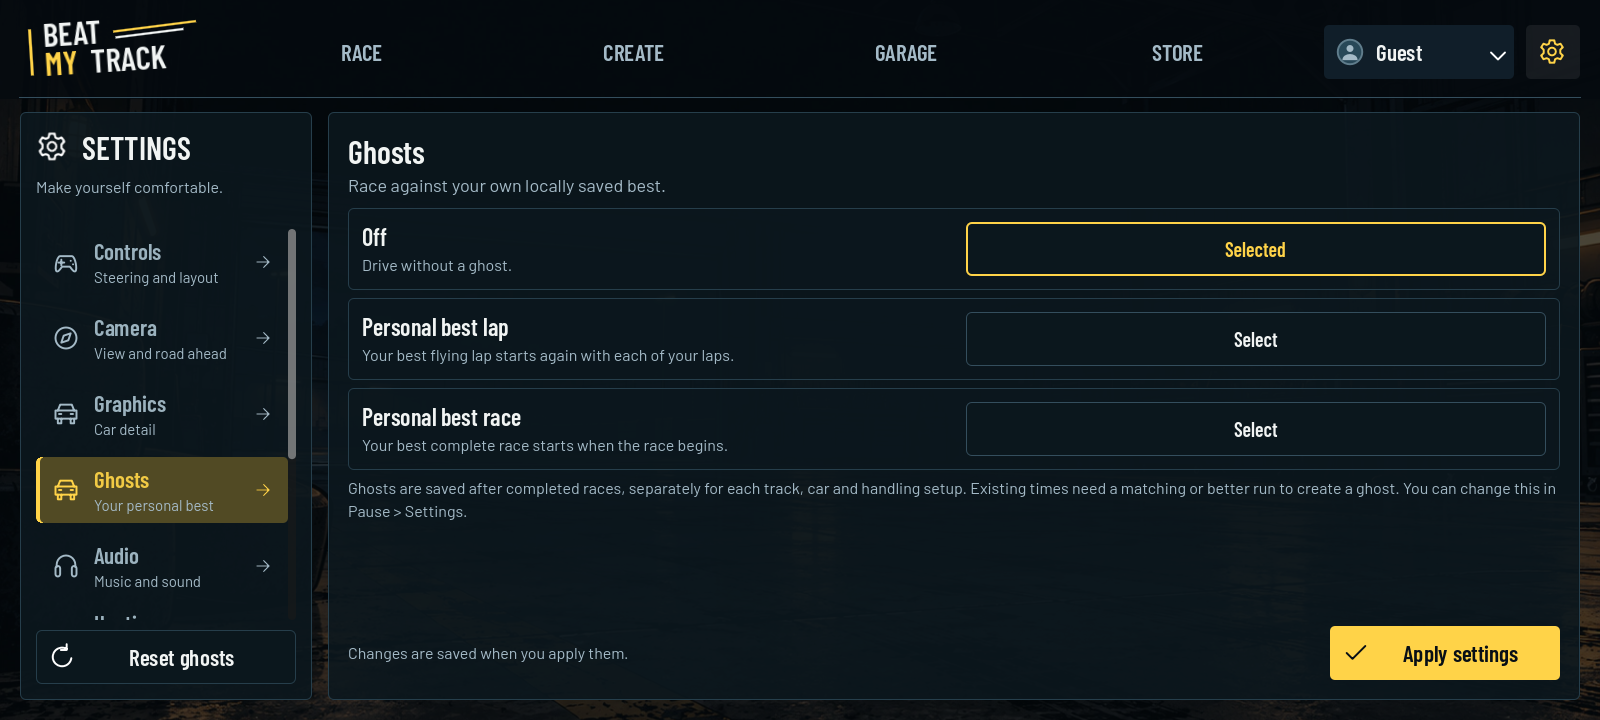 BEAT
MY TRACK
RACE
CREATE
GARAGE
STORE
Guest
SETTINGS
Make yourself comfortable.
Controls
Steering and layout
Camera
View and road ahead
Graphics
Car detail
Ghosts
Your personal best
Audio
Music and sound
Reset ghosts
Ghosts
Race against your own locally saved best.
Off
Drive without a ghost.
Selected
Personal best lap
Your best flying lap starts again with each of your laps.
Select
Personal best race
Your best complete race starts when the race begins.
Select
Ghosts are saved after completed races, separately for each track, car and handling setup. Existing times need a matching or better run to create a ghost. You can change this in
Pause > Settings.
Changes are saved when you apply them.
Apply settings